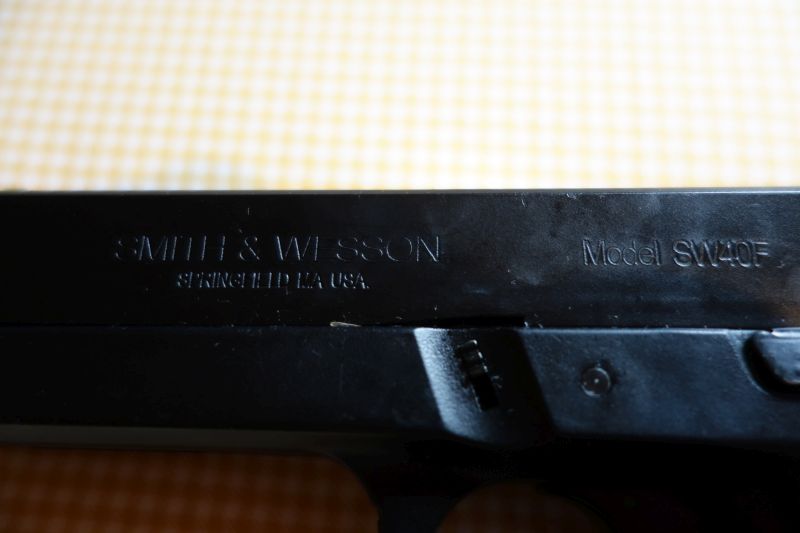 SMITH & WESSON
SPRINGFIELD MA USA.
Model SW40F